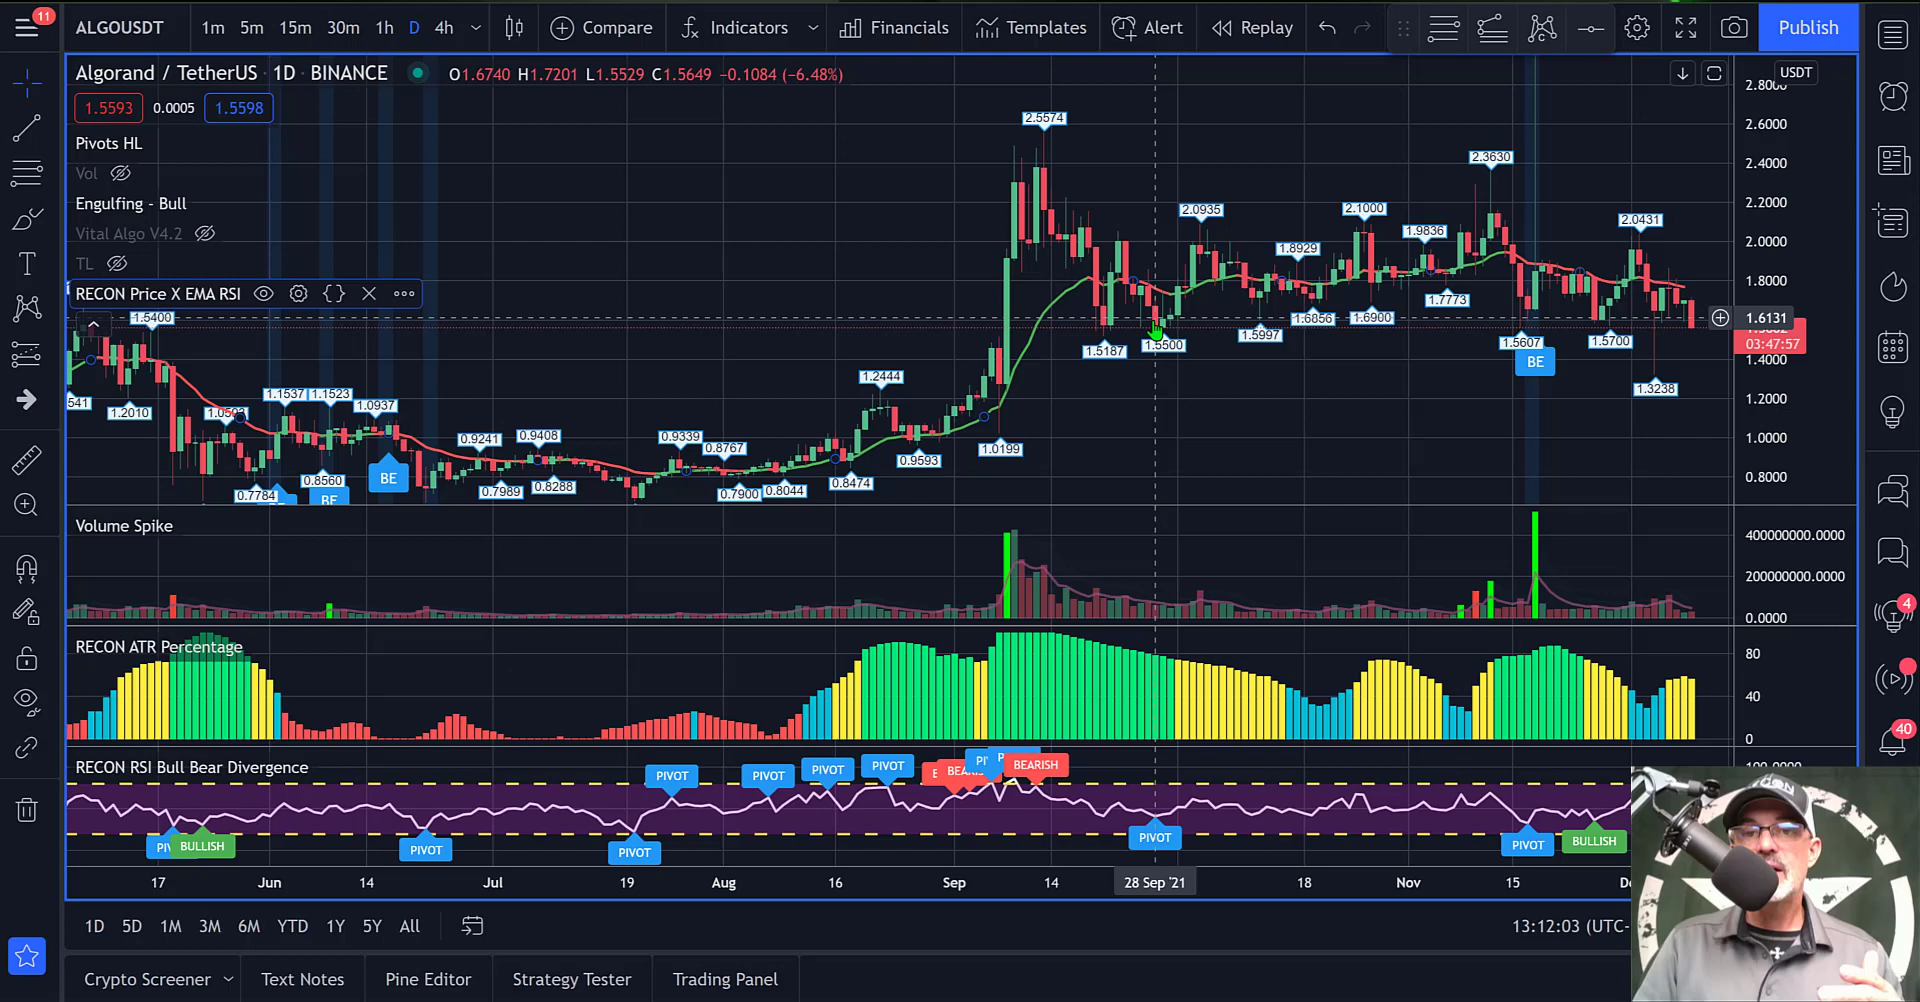 11
ALGOUSDT 1m 5m 15m 30m 1h D 4h Compare Indicators Financials Templates Alert Replay Publish
Algorand / TetherUS · 1D · BINANCE O1.6740 H1.7201 L1.5529 C1.5649 −0.1084 (−6.48%)
1.5593 0.0005 1.5598
Pivots HL
Vol
Engulfing - Bull
Vital Algo V4.2
TL
RECON Price X EMA RSI
USDT
2.8000
2.6000
2.4000
2.2000
2.0000
1.8000
1.6131
03:47:57
1.4000
1.2000
1.0000
0.8000
2.5574
2.3630
2.0935 2.1000 2.0431
1.9836
1.8929
1.7773
1.5400 1.6856 1.6900
1.5187 1.5500 1.5997 1.5607 1.5700
BE
1.2444 1.3238
541 1.2010 1.1537 1.1523 1.0937
0.9241 0.9408 0.9339 0.8767 0.9593 1.0199
0.7784 0.8560 BE BE 0.7989 0.8288 0.7900 0.8044 0.8474
Volume Spike
400000000.0000
200000000.0000
0.0000
RECON ATR Percentage
80
40
0
RECON RSI Bull Bear Divergence
PIVOT PIVOT PIVOT PIVOT BEARISH
BULLISH PIVOT PIVOT PIVOT PIVOT BULLISH
17 Jun 14 Jul 19 Aug 16 Sep 14 28 Sep '21 18 Nov 15
1D 5D 1M 3M 6M YTD 1Y 5Y All 13:12:03 (UTC-
Crypto Screener Text Notes Pine Editor Strategy Tester Trading Panel
4
40